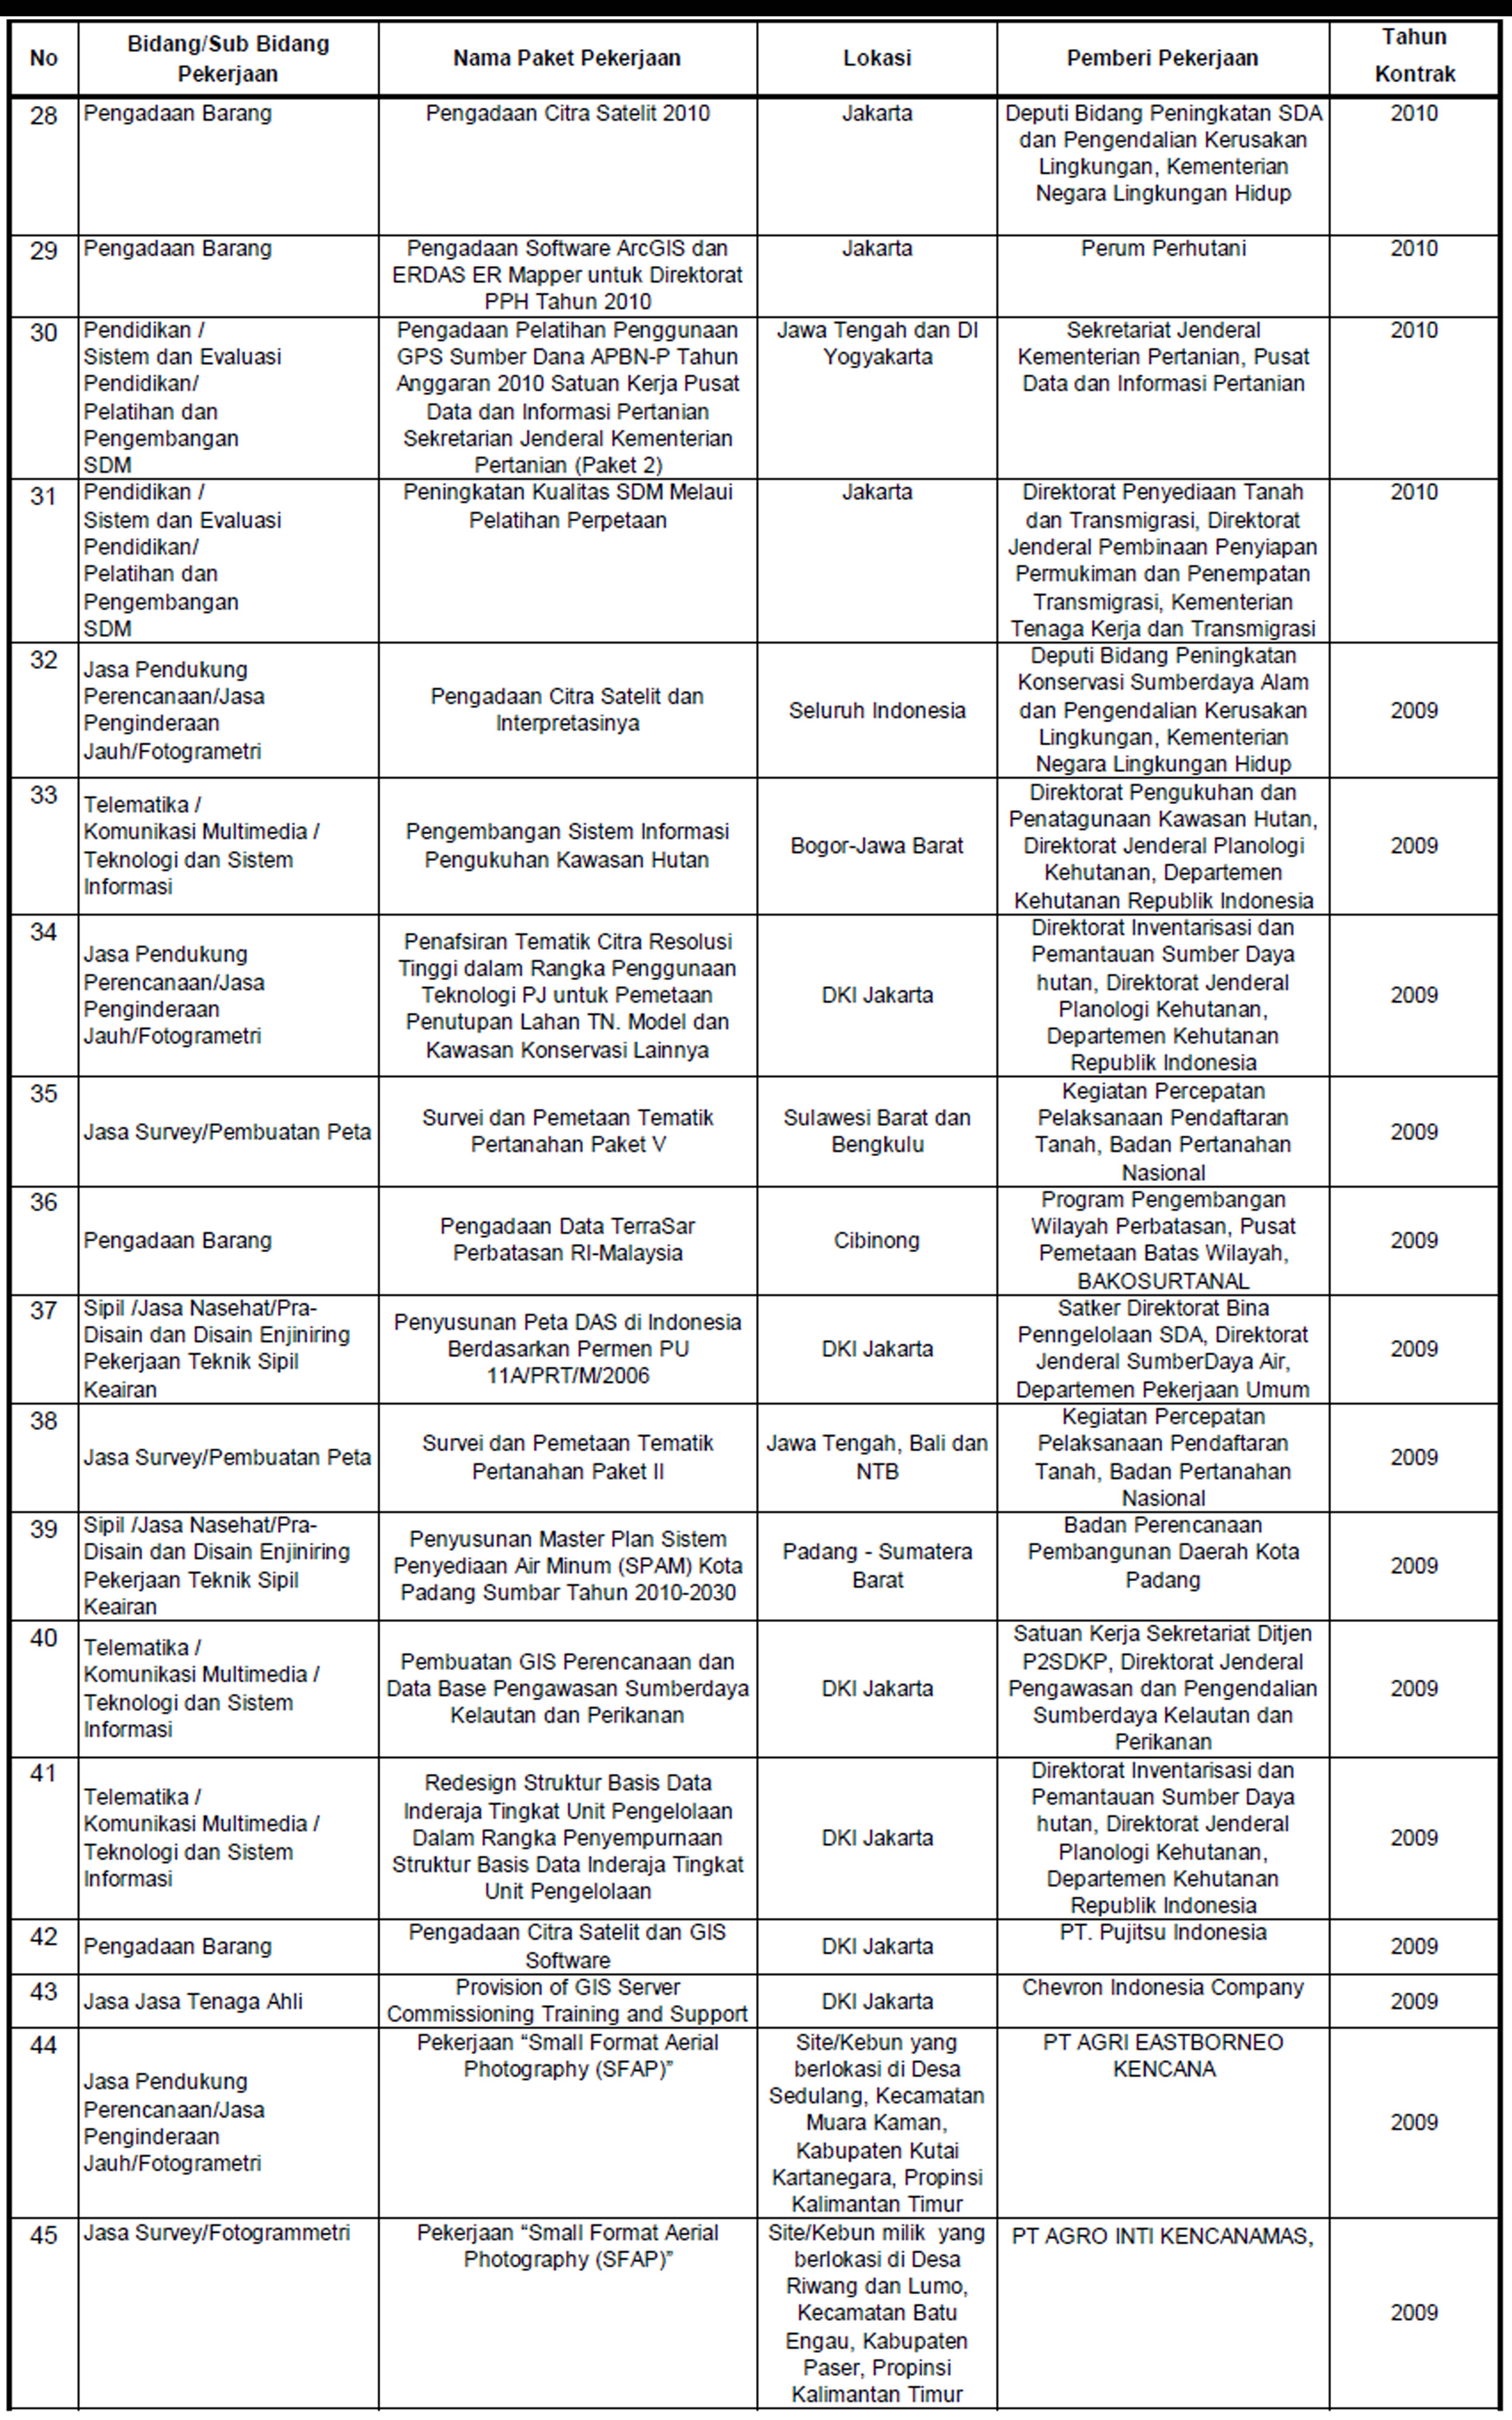 No
Bidang/Sub Bidang
Pekerjaan
Nama Paket Pekerjaan
Lokasi
Pemberi Pekerjaan
Tahun
Kontrak
28
Pengadaan Barang
Pengadaan Citra Satelit 2010
Jakarta
Deputi Bidang Peningkatan SDA
dan Pengendalian Kerusakan
Lingkungan, Kementerian
Negara Lingkungan Hidup
2010
29
Pengadaan Barang
Pengadaan Software ArcGIS dan
ERDAS ER Mapper untuk Direktorat
PPH Tahun 2010
Jakarta
Perum Perhutani
2010
30
Pendidikan /
Sistem dan Evaluasi
Pendidikan/
Pelatihan dan
Pengembangan
SDM
Pengadaan Pelatihan Penggunaan
GPS Sumber Dana APBN-P Tahun
Anggaran 2010 Satuan Kerja Pusat
Data dan Informasi Pertanian
Sekretarian Jenderal Kementerian
Pertanian (Paket 2)
Jawa Tengah dan DI
Yogyakarta
Sekretariat Jenderal
Kementerian Pertanian, Pusat
Data dan Informasi Pertanian
2010
31
Pendidikan /
Sistem dan Evaluasi
Pendidikan/
Pelatihan dan
Pengembangan
SDM
Peningkatan Kualitas SDM Melaui
Pelatihan Perpetaan
Jakarta
Direktorat Penyediaan Tanah
dan Transmigrasi, Direktorat
Jenderal Pembinaan Penyiapan
Permukiman dan Penempatan
Transmigrasi, Kementerian
Tenaga Kerja dan Transmigrasi
2010
32
Jasa Pendukung
Perencanaan/Jasa
Penginderaan
Jauh/Fotogrametri
Pengadaan Citra Satelit dan
Interpretasinya
Seluruh Indonesia
Deputi Bidang Peningkatan
Konservasi Sumberdaya Alam
dan Pengendalian Kerusakan
Lingkungan, Kementerian
Negara Lingkungan Hidup
2009
33
Telematika /
Komunikasi Multimedia /
Teknologi dan Sistem
Informasi
Pengembangan Sistem Informasi
Pengukuhan Kawasan Hutan
Bogor-Jawa Barat
Direktorat Pengukuhan dan
Penatagunaan Kawasan Hutan,
Direktorat Jenderal Planologi
Kehutanan, Departemen
Kehutanan Republik Indonesia
2009
34
Jasa Pendukung
Perencanaan/Jasa
Penginderaan
Jauh/Fotogrametri
Penafsiran Tematik Citra Resolusi
Tinggi dalam Rangka Penggunaan
Teknologi PJ untuk Pemetaan
Penutupan Lahan TN. Model dan
Kawasan Konservasi Lainnya
DKI Jakarta
Direktorat Inventarisasi dan
Pemantauan Sumber Daya
hutan, Direktorat Jenderal
Planologi Kehutanan,
Departemen Kehutanan
Republik Indonesia
2009
35
Jasa Survey/Pembuatan Peta
Survei dan Pemetaan Tematik
Pertanahan Paket V
Sulawesi Barat dan
Bengkulu
Kegiatan Percepatan
Pelaksanaan Pendaftaran
Tanah, Badan Pertanahan
Nasional
2009
36
Pengadaan Barang
Pengadaan Data TerraSar
Perbatasan RI-Malaysia
Cibinong
Program Pengembangan
Wilayah Perbatasan, Pusat
Pemetaan Batas Wilayah,
BAKOSURTANAL
2009
37
Sipil /Jasa Nasehat/Pra-
Disain dan Disain Enjiniring
Pekerjaan Teknik Sipil
Keairan
Penyusunan Peta DAS di Indonesia
Berdasarkan Permen PU
11A/PRT/M/2006
DKI Jakarta
Satker Direktorat Bina
Penngelolaan SDA, Direktorat
Jenderal SumberDaya Air,
Departemen Pekerjaan Umum
2009
38
Jasa Survey/Pembuatan Peta
Survei dan Pemetaan Tematik
Pertanahan Paket II
Jawa Tengah, Bali dan
NTB
Kegiatan Percepatan
Pelaksanaan Pendaftaran
Tanah, Badan Pertanahan
Nasional
2009
39
Sipil /Jasa Nasehat/Pra-
Disain dan Disain Enjiniring
Pekerjaan Teknik Sipil
Keairan
Penyusunan Master Plan Sistem
Penyediaan Air Minum (SPAM) Kota
Padang Sumbar Tahun 2010-2030
Padang - Sumatera
Barat
Badan Perencanaan
Pembangunan Daerah Kota
Padang
2009
40
Telematika /
Komunikasi Multimedia /
Teknologi dan Sistem
Informasi
Pembuatan GIS Perencanaan dan
Data Base Pengawasan Sumberdaya
Kelautan dan Perikanan
DKI Jakarta
Satuan Kerja Sekretariat Ditjen
P2SDKP, Direktorat Jenderal
Pengawasan dan Pengendalian
Sumberdaya Kelautan dan
Perikanan
2009
41
Telematika /
Komunikasi Multimedia /
Teknologi dan Sistem
Informasi
Redesign Struktur Basis Data
Inderaja Tingkat Unit Pengelolaan
Dalam Rangka Penyempurnaan
Struktur Basis Data Inderaja Tingkat
Unit Pengelolaan
DKI Jakarta
Direktorat Inventarisasi dan
Pemantauan Sumber Daya
hutan, Direktorat Jenderal
Planologi Kehutanan,
Departemen Kehutanan
Republik Indonesia
2009
42
Pengadaan Barang
Pengadaan Citra Satelit dan GIS
Software
DKI Jakarta
PT. Pujitsu Indonesia
2009
43
Jasa Jasa Tenaga Ahli
Provision of GIS Server
Commissioning Training and Support
DKI Jakarta
Chevron Indonesia Company
2009
44
Jasa Pendukung
Perencanaan/Jasa
Penginderaan
Jauh/Fotogrametri
Pekerjaan “Small Format Aerial
Photography (SFAP)”
Site/Kebun yang
berlokasi di Desa
Sedulang, Kecamatan
Muara Kaman,
Kabupaten Kutai
Kartanegara, Propinsi
Kalimantan Timur
PT AGRI EASTBORNEO
KENCANA
2009
45
Jasa Survey/Fotogrammetri
Pekerjaan “Small Format Aerial
Photography (SFAP)”
Site/Kebun milik yang
berlokasi di Desa
Riwang dan Lumo,
Kecamatan Batu
Engau, Kabupaten
Paser, Propinsi
Kalimantan Timur
PT AGRO INTI KENCANAMAS,
2009